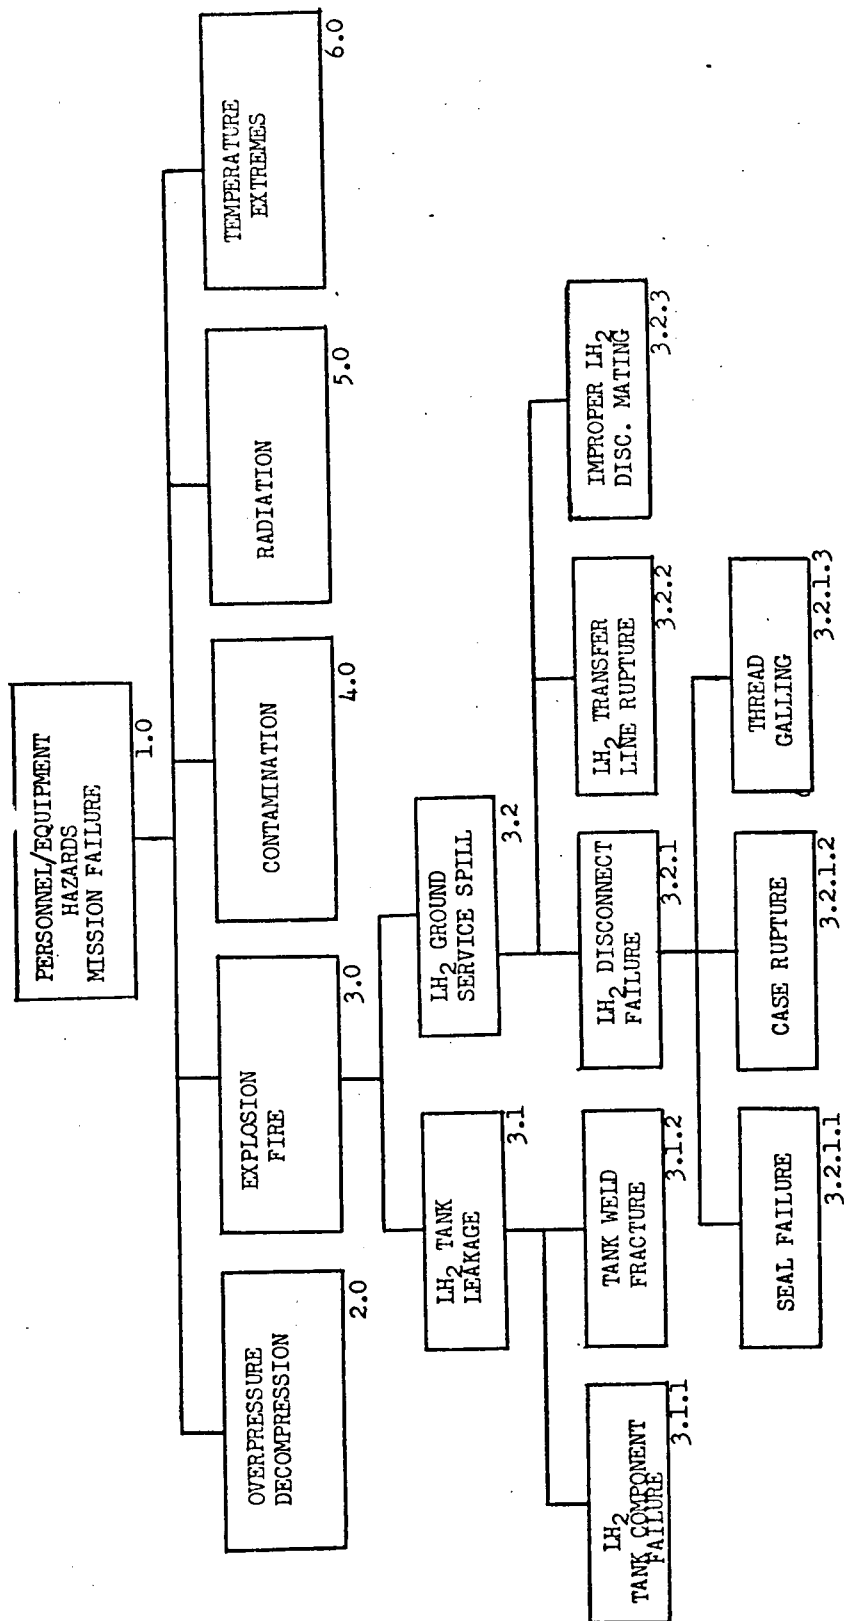 PERSONNEL/EQUIPMENT
HAZARDS
MISSION FAILURE
1.0
OVERPRESSURE
DECOMPRESSION
2.0
EXPLOSION
FIRE
3.0
CONTAMINATION
4.0
RADIATION
5.0
TEMPERATURE
EXTREMES
6.0
LH2 TANK
LEAKAGE
3.1
LH2 GROUND
SERVICE SPILL
3.2
LH2
TANK COMPONENT
FAILURE
3.1.1
TANK WELD
FRACTURE
3.1.2
LH2 DISCONNECT
FAILURE
3.2.1
LH2 TRANSFER
LINE RUPTURE
3.2.2
IMPROPER LH2
DISC. MATING
3.2.3
SEAL FAILURE
3.2.1.1
CASE RUPTURE
3.2.1.2
THREAD
GALLING
3.2.1.3